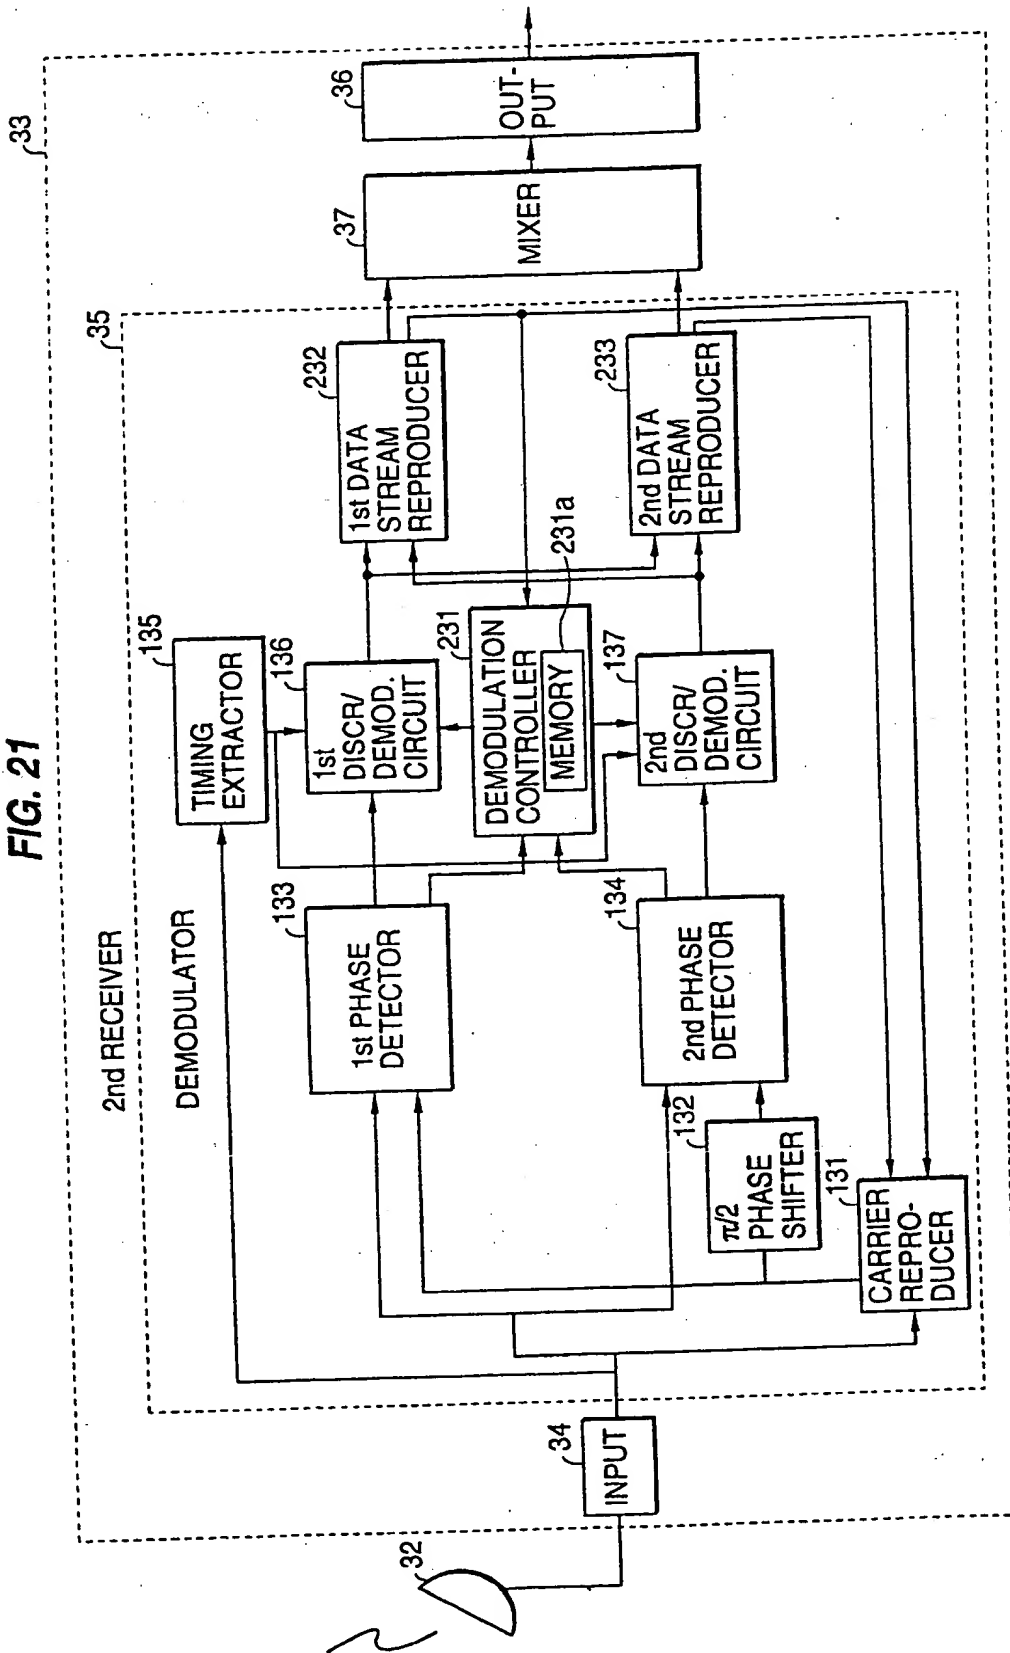 FIG. 21
33
2nd RECEIVER
35
DEMODULATOR
135
TIMING
EXTRACTOR
133
1st PHASE
DETECTOR
136
1st
DISCR/
DEMOD.
CIRCUIT
232
1st DATA
STREAM
REPRODUCER
37
MIXER
36
OUT-
PUT
231
DEMODULATION
CONTROLLER
MEMORY
231a
32
34
INPUT
132
π/2
PHASE
SHIFTER
134
2nd PHASE
DETECTOR
137
2nd
DISCR/
DEMOD.
CIRCUIT
233
2nd DATA
STREAM
REPRODUCER
131
CARRIER
REPRO-
DUCER